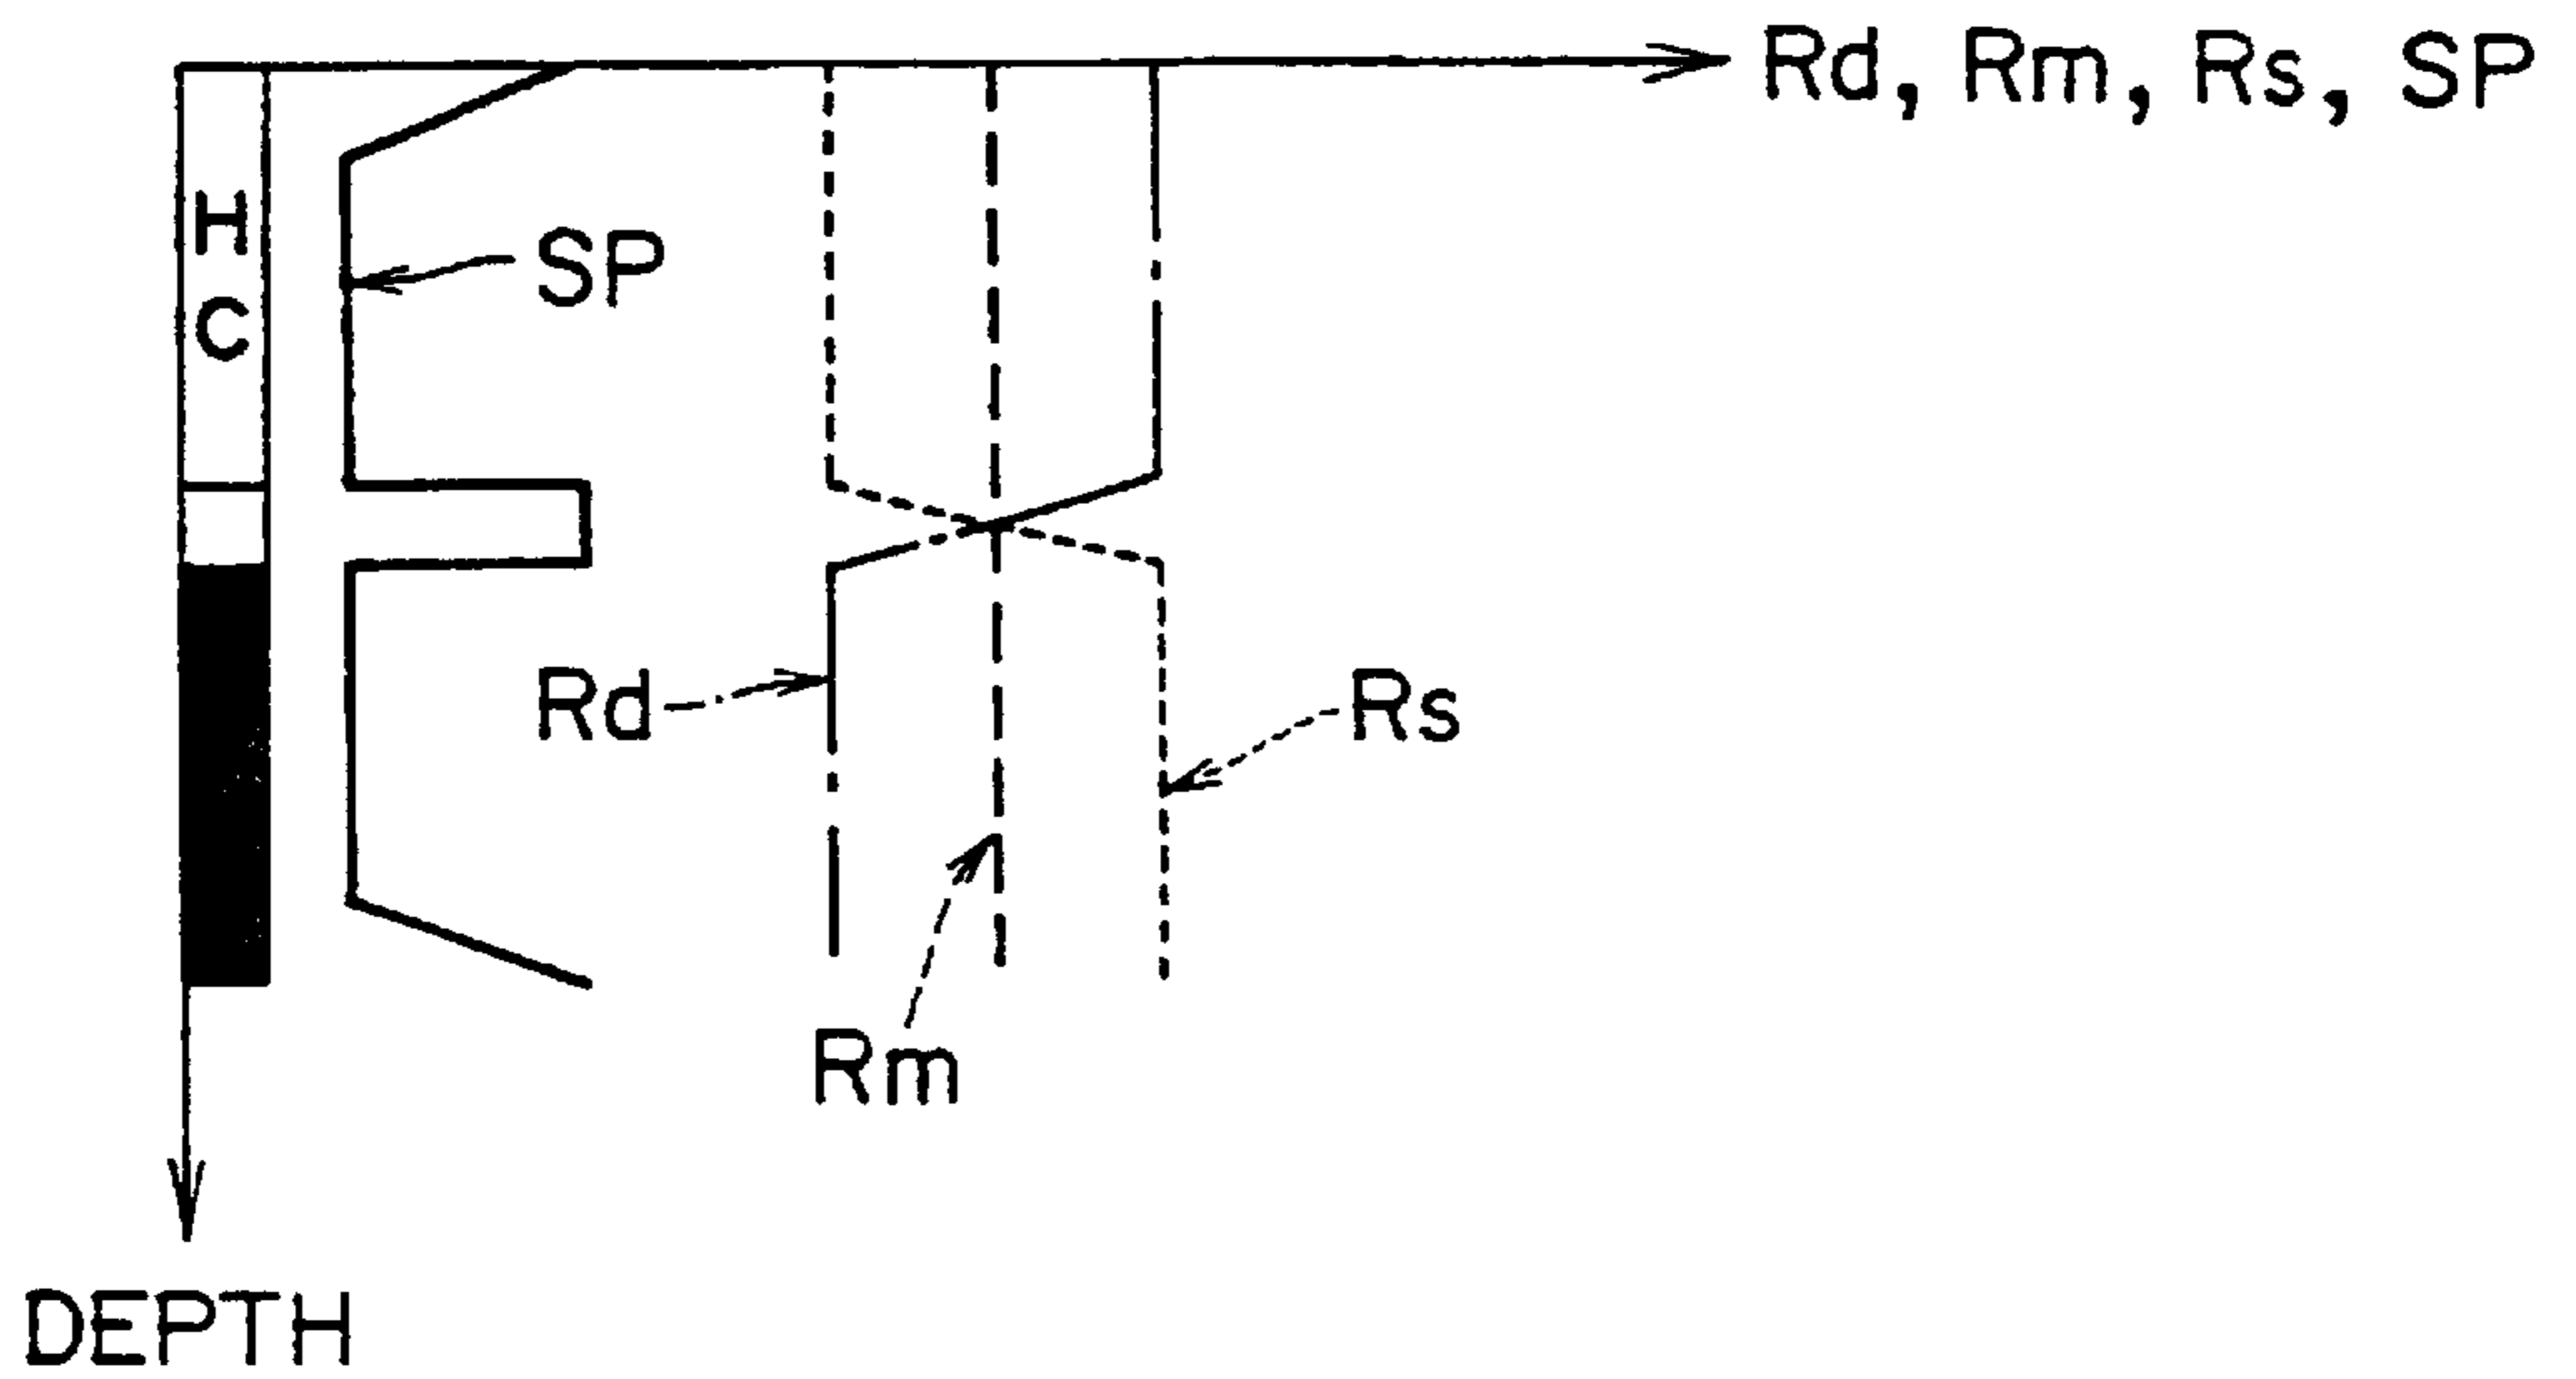 Rd, Rm, Rs, SP
H
C
SP
Rd
Rs
Rm
DEPTH